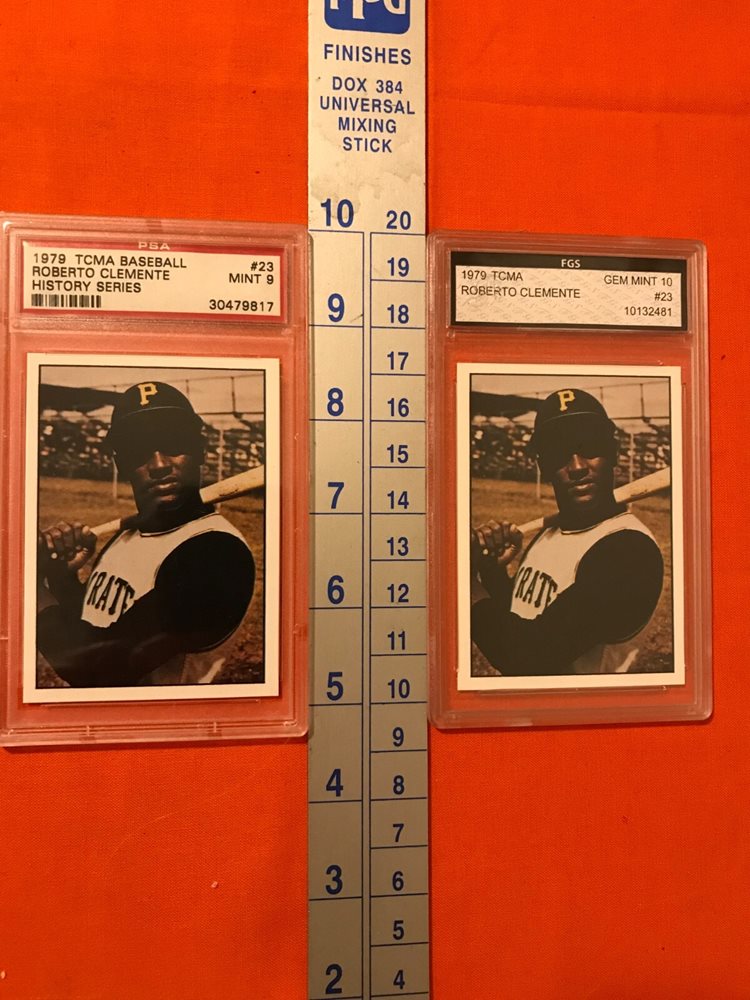 PPG
FINISHES
DOX 384
UNIVERSAL
MIXING
STICK
PSA
1979 TCMA BASEBALL
#23
ROBERTO CLEMENTE
MINT 9
HISTORY SERIES
30479817
P
RATE
10
9
8
7
6
5
4
3
2
20
19
18
17
16
15
14
13
12
11
10
9
8
7
6
5
4
FGS
1979 TCMA
GEM MINT 10
ROBERTO CLEMENTE
#23
10132481
P
RAT